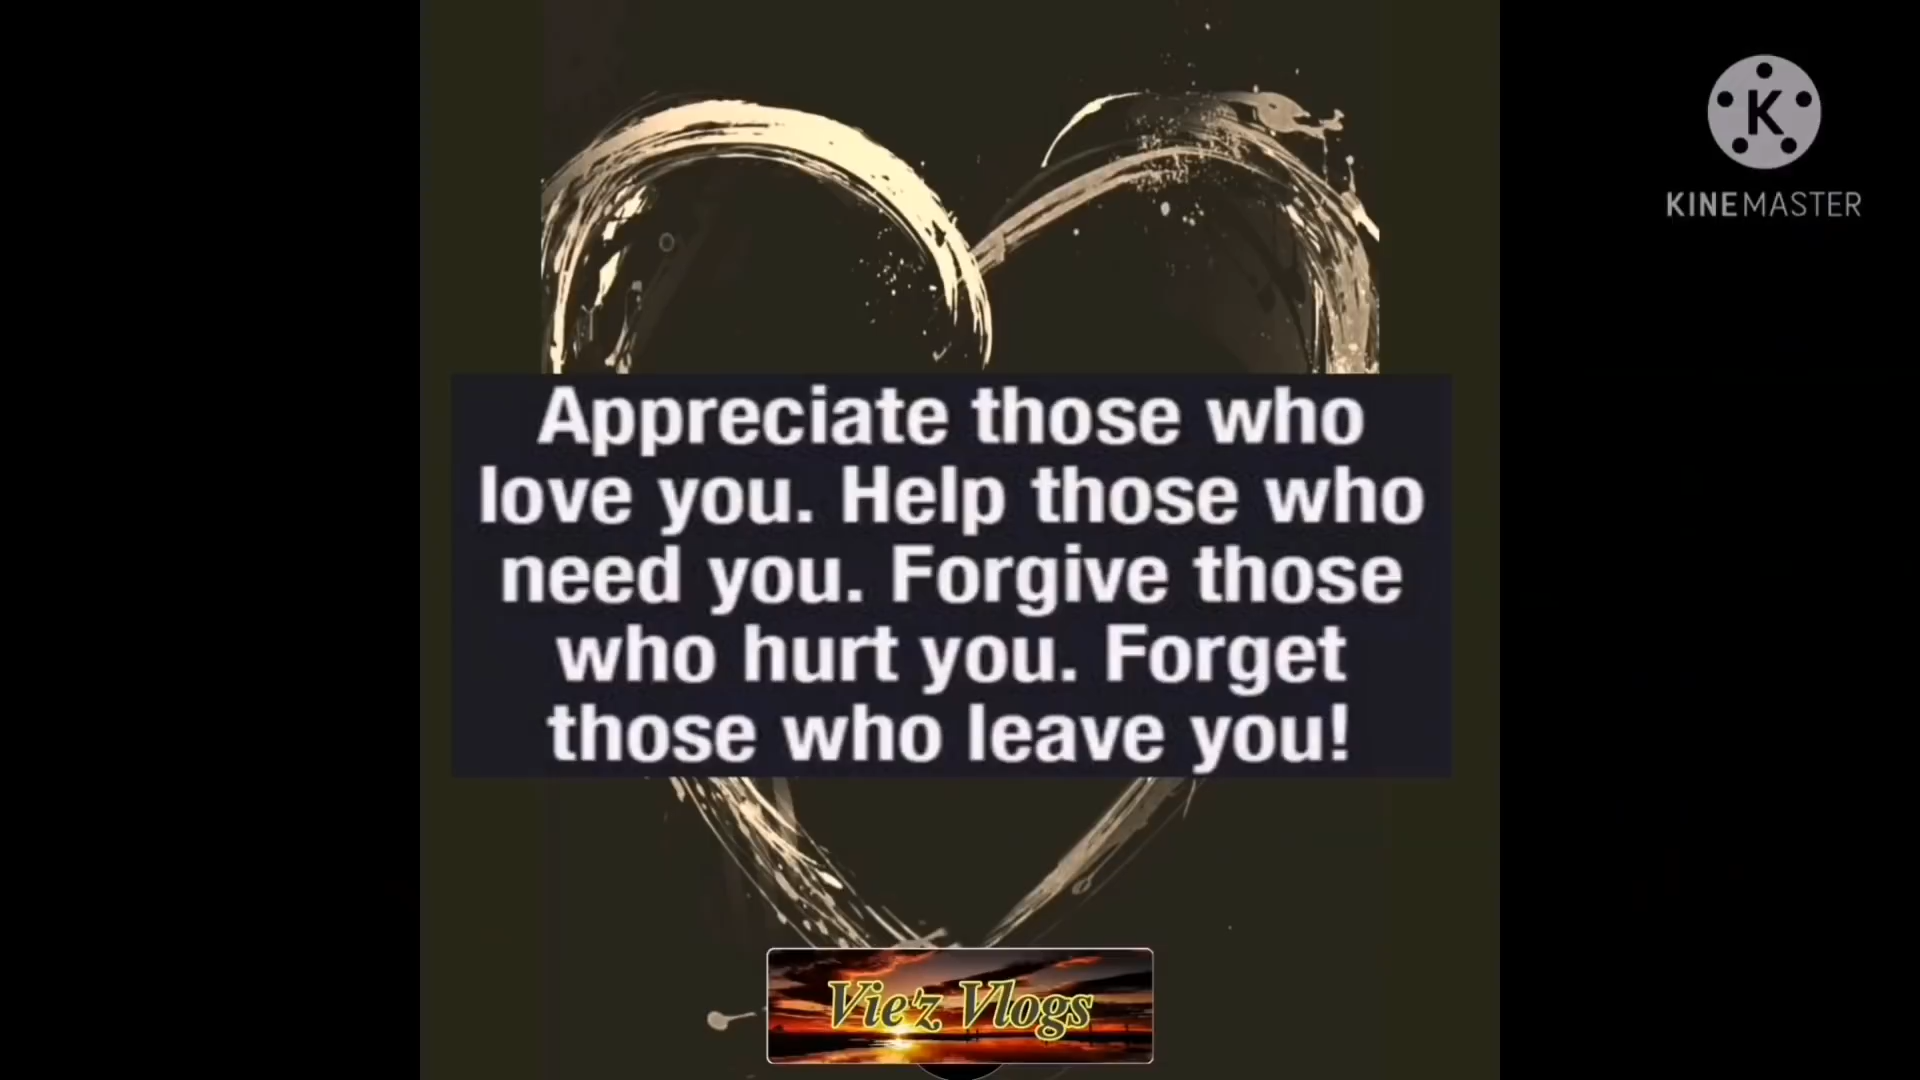 K
KINEMASTER
Appreciate those who
love you. Help those who
need you. Forgive those
who hurt you. Forget
those who leave you!
Vie'z Vlogs